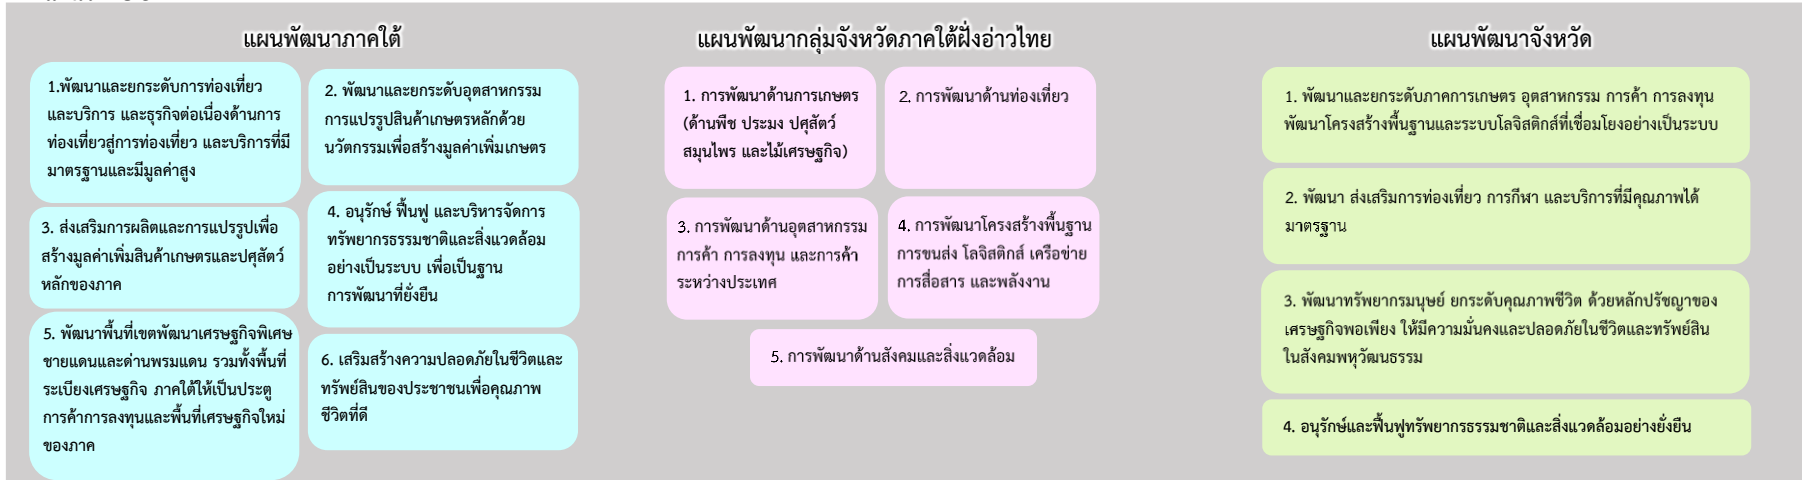 แผนพัฒนาภาคใต้
1.พัฒนาและยกระดับการท่องเที่ยว
และบริการ และธุรกิจต่อเนื่องด้านการ
ท่องเที่ยวสู่การท่องเที่ยว และบริการที่มี
มาตรฐานและมีมูลค่าสูง
2. พัฒนาและยกระดับอุตสาหกรรม
การแปรรูปสินค้าเกษตรหลักด้วย
นวัตกรรมเพื่อสร้างมูลค่าเพิ่มเกษตร
3. ส่งเสริมการผลิตและการแปรรูปเพื่อ
สร้างมูลค่าเพิ่มสินค้าเกษตรและปศุสัตว์
หลักของภาค
4. อนุรักษ์ ฟื้นฟู และบริหารจัดการ
ทรัพยากรธรรมชาติและสิ่งแวดล้อม
อย่างเป็นระบบ เพื่อเป็นฐาน
การพัฒนาที่ยั่งยืน
5. พัฒนาพื้นที่เขตพัฒนาเศรษฐกิจพิเศษ
ชายแดนและด่านพรมแดน รวมทั้งพื้นที่
ระเบียงเศรษฐกิจ ภาคใต้ให้เป็นประตู
การค้าการลงทุนและพื้นที่เศรษฐกิจใหม่
ของภาค
6. เสริมสร้างความปลอดภัยในชีวิตและ
ทรัพย์สินของประชาชนเพื่อคุณภาพ
ชีวิตที่ดี
แผนพัฒนากลุ่มจังหวัดภาคใต้ฝั่งอ่าวไทย
1. การพัฒนาด้านการเกษตร
(ด้านพืช ประมง ปศุสัตว์
สมุนไพร และไม้เศรษฐกิจ)
2. การพัฒนาด้านท่องเที่ยว
3. การพัฒนาด้านอุตสาหกรรม
การค้า การลงทุน และการค้า
ระหว่างประเทศ
4. การพัฒนาโครงสร้างพื้นฐาน
การขนส่ง โลจิสติกส์ เครือข่าย
การสื่อสาร และพลังงาน
5. การพัฒนาด้านสังคมและสิ่งแวดล้อม
แผนพัฒนาจังหวัด
1. พัฒนาและยกระดับภาคการเกษตร อุตสาหกรรม การค้า การลงทุน
พัฒนาโครงสร้างพื้นฐานและระบบโลจิสติกส์ที่เชื่อมโยงอย่างเป็นระบบ
2. พัฒนา ส่งเสริมการท่องเที่ยว การกีฬา และบริการที่มีคุณภาพได้
มาตรฐาน
3. พัฒนาทรัพยากรมนุษย์ ยกระดับคุณภาพชีวิต ด้วยหลักปรัชญาของ
เศรษฐกิจพอเพียง ให้มีความมั่นคงและปลอดภัยในชีวิตและทรัพย์สิน
ในสังคมพหุวัฒนธรรม
4. อนุรักษ์และฟื้นฟูทรัพยากรธรรมชาติและสิ่งแวดล้อมอย่างยั่งยืน